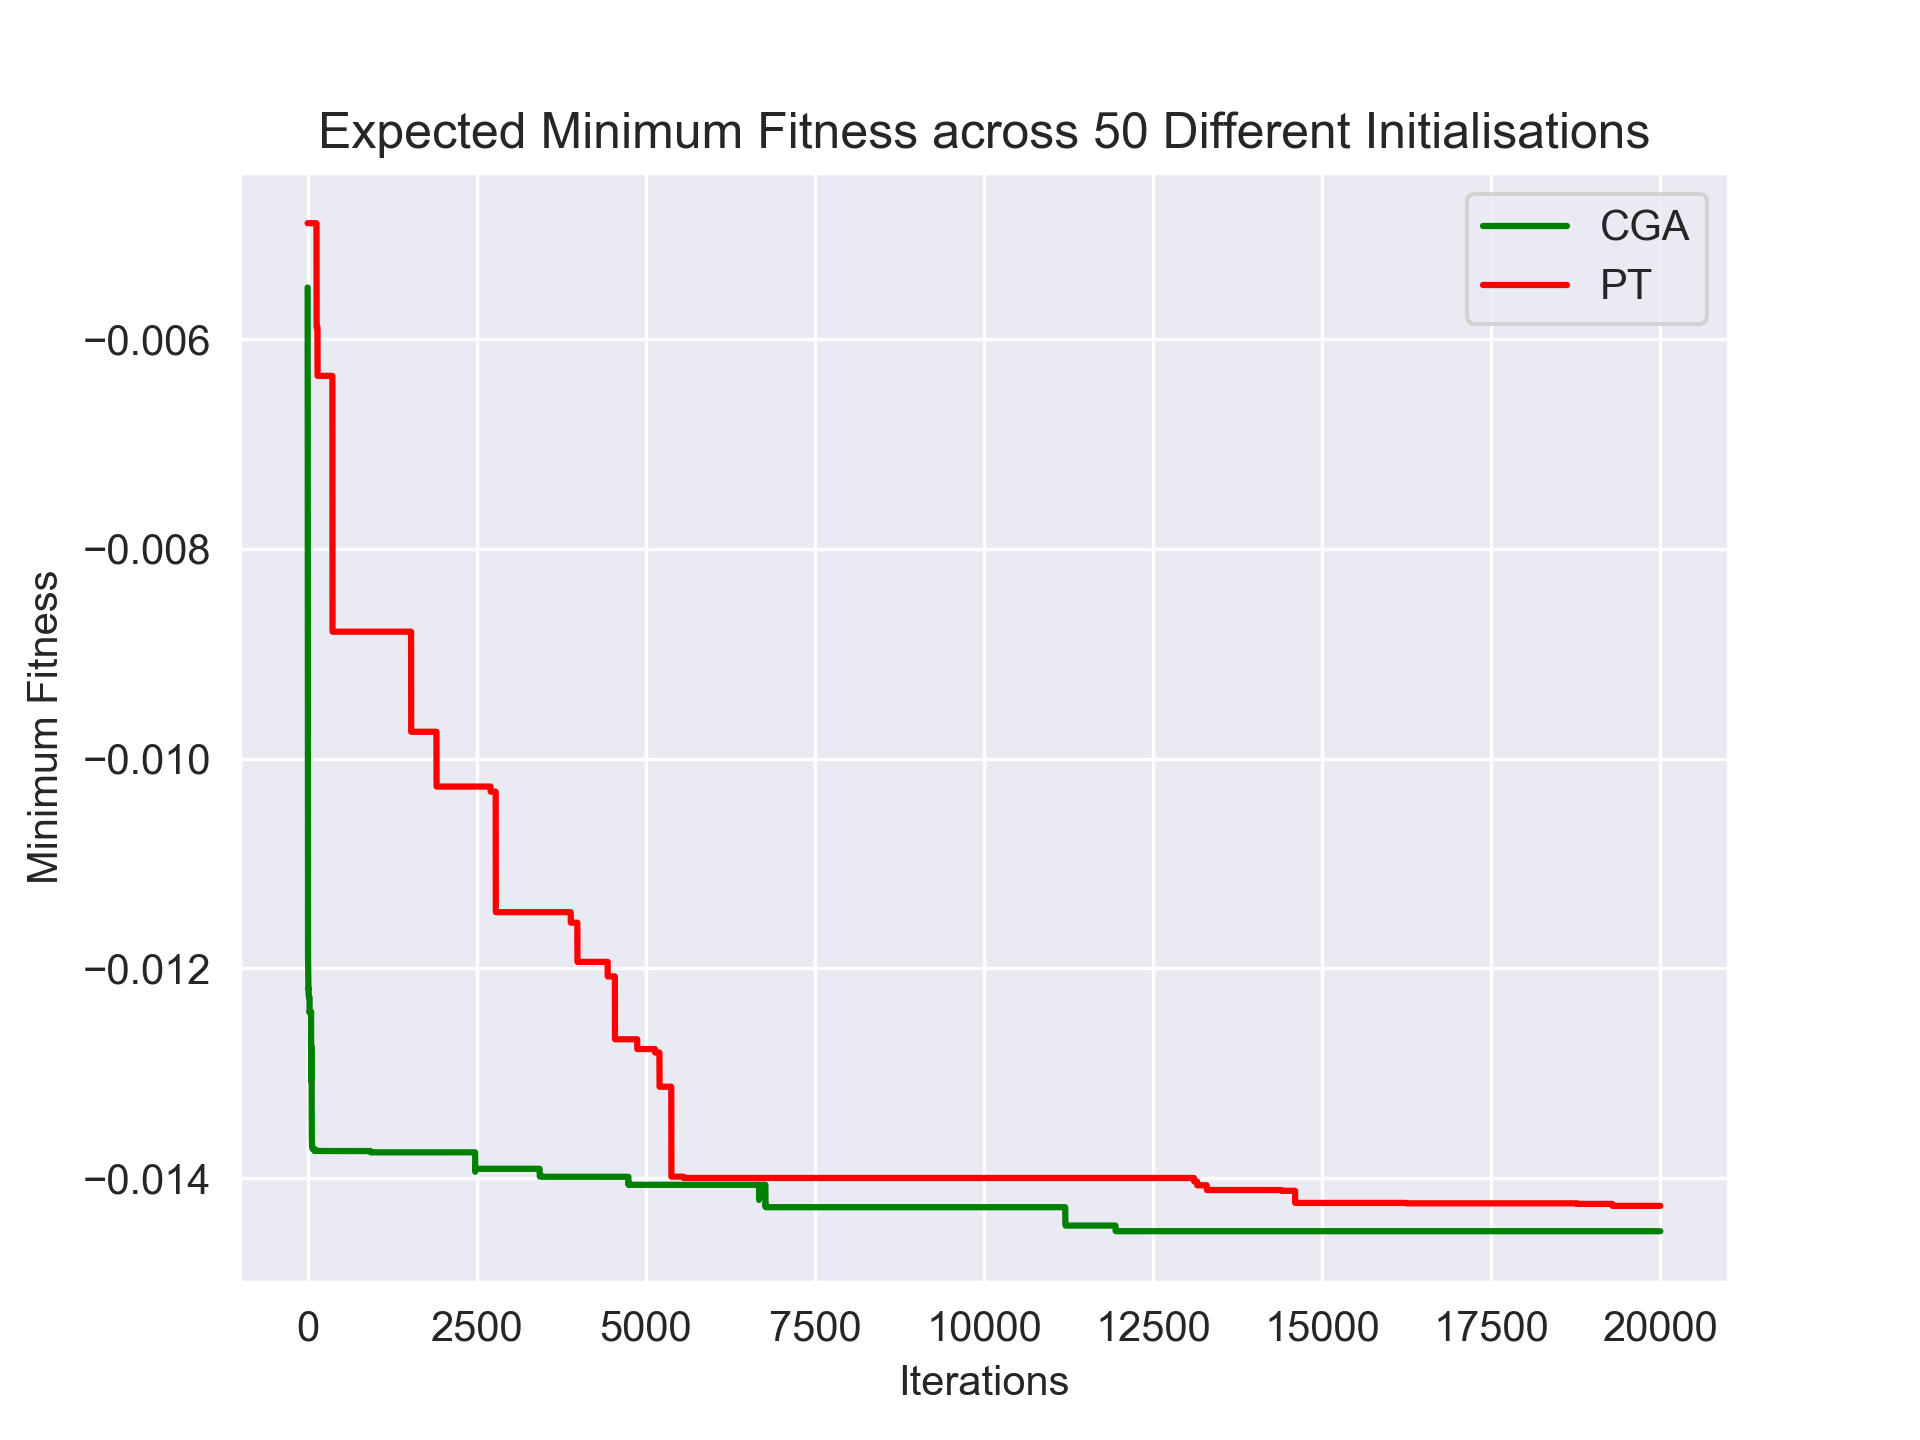 Expected Minimum Fitness across 50 Different Initialisations
CGA
PT
Minimum Fitness
−0.006
−0.008
−0.010
−0.012
−0.014
0 2500 5000 7500 10000 12500 15000 17500 20000
Iterations